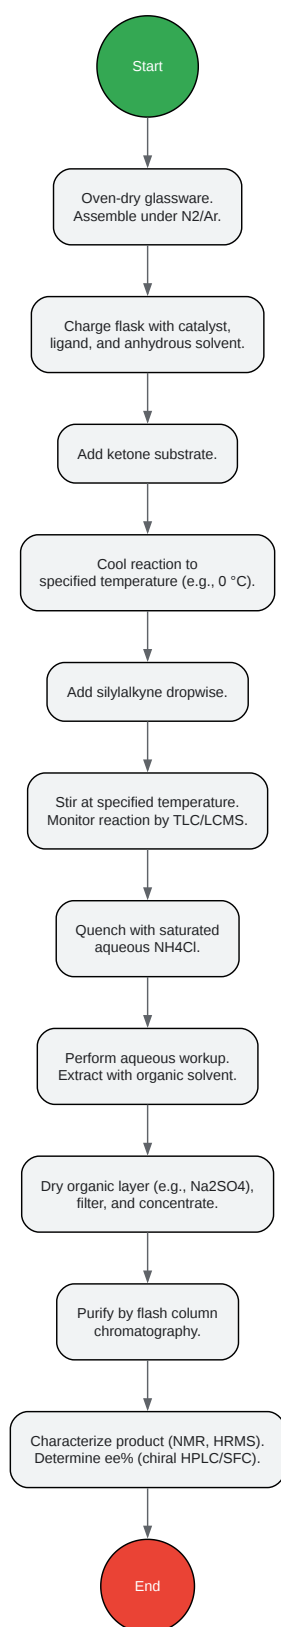 Start
Oven-dry glassware.
Assemble under N2/Ar.
Charge flask with catalyst,
ligand, and anhydrous solvent.
Add ketone substrate.
Cool reaction to
specified temperature (e.g., 0 °C).
Add silylalkyne dropwise.
Stir at specified temperature.
Monitor reaction by TLC/LCMS.
Quench with saturated
aqueous NH4Cl.
Perform aqueous workup.
Extract with organic solvent.
Dry organic layer (e.g., Na2SO4),
filter, and concentrate.
Purify by flash column
chromatography.
Characterize product (NMR, HRMS).
Determine ee% (chiral HPLC/SFC).
End